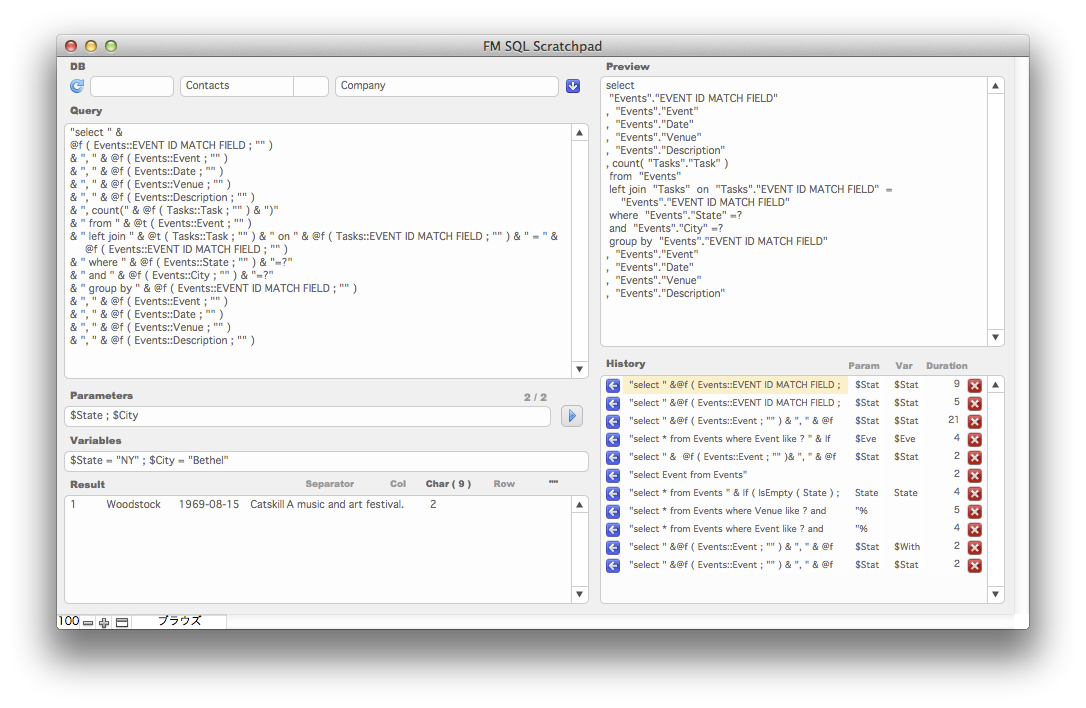 FM SQL Scratchpad
DB
Contacts
Company
Query
"select " &
@f ( Events::EVENT ID MATCH FIELD ; "" )
& ", " & @f ( Events::Event ; "" )
& ", " & @f ( Events::Date ; "" )
& ", " & @f ( Events::Venue ; "" )
& ", " & @f ( Events::Description ; "" )
& ", count(" & @f ( Tasks::Task ; "" ) & ")"
& " from " & @t ( Events::Event ; "" )
& " left join " & @t ( Tasks::Task ; "" ) & " on " & @f ( Tasks::EVENT ID MATCH FIELD ; "" ) & " = " &
@f ( Events::EVENT ID MATCH FIELD ; "" )
& " where " & @f ( Events::State ; "" ) & "=?"
& " and " & @f ( Events::City ; "" ) & "=?"
& " group by " & @f ( Events::EVENT ID MATCH FIELD ; "" )
& ", " & @f ( Events::Event ; "" )
& ", " & @f ( Events::Date ; "" )
& ", " & @f ( Events::Venue ; "" )
& ", " & @f ( Events::Description ; "" )
Parameters 2 / 2
$State ; $City
Variables
$State = "NY" ; $City = "Bethel"
Result Separator Col Char ( 9 ) Row ""
1 Woodstock 1969-08-15 Catskill A music and art festival. 2
100 ブラウズ
Preview
select
"Events"."EVENT ID MATCH FIELD"
, "Events"."Event"
, "Events"."Date"
, "Events"."Venue"
, "Events"."Description"
, count( "Tasks"."Task" )
from "Events"
left join "Tasks" on "Tasks"."EVENT ID MATCH FIELD" =
"Events"."EVENT ID MATCH FIELD"
where "Events"."State" =?
and "Events"."City" =?
group by "Events"."EVENT ID MATCH FIELD"
, "Events"."Event"
, "Events"."Date"
, "Events"."Venue"
, "Events"."Description"
History Param Var Duration
"select " &@f ( Events::EVENT ID MATCH FIELD ; $Stat $Stat 9
"select " &@f ( Events::EVENT ID MATCH FIELD ; $Stat $Stat 5
"select " &@f ( Events::Event ; "" ) & ", " & @f $Stat $Stat 21
"select * from Events where Event like ? " & If $Eve $Eve 4
"select " & @f ( Events::Event ; "" )& ", " & @f $Stat $Stat 2
"select Event from Events" 2
"select * from Events " & If ( IsEmpty ( State ) ; State State 4
"select * from Events where Venue like ? and "% 5
"select * from Events where Event like ? and "% 4
"select " &@f ( Events::Event ; "" ) & ", " & @f $Stat $With 2
"select " &@f ( Events::Event ; "" ) & ", " & @f $Stat $Stat 2